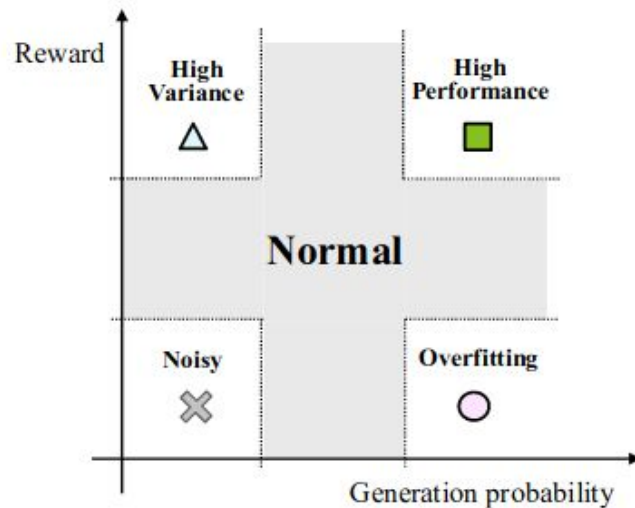 Reward
High
Variance
High
Performance
Normal
Noisy
Overfitting
Generation probability